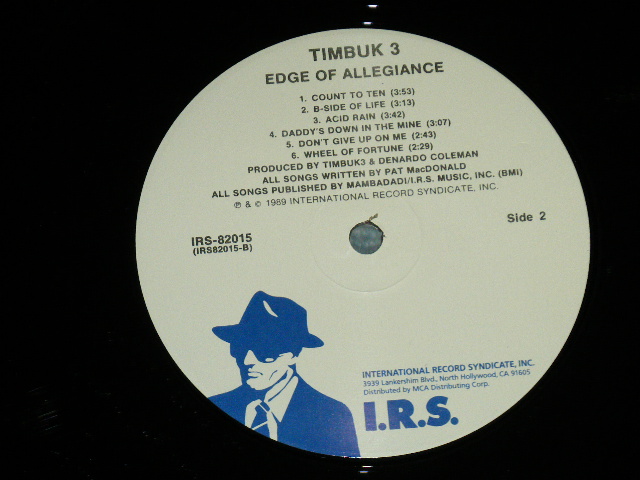 TIMBUK 3
EDGE OF ALLEGIANCE
1. COUNT TO TEN (3:53)
2. B-SIDE OF LIFE (3:13)
3. ACID RAIN (3:42)
4. DADDY'S DOWN IN THE MINE (3:07)
5. DON'T GIVE UP ON ME (2:43)
6. WHEEL OF FORTUNE (2:29)
PRODUCED BY TIMBUK3 & DENARDO COLEMAN
ALL SONGS WRITTEN BY PAT MacDONALD
ALL SONGS PUBLISHED BY MAMBADADI/I.R.S. MUSIC, INC. (BMI)
℗ & © 1989 INTERNATIONAL RECORD SYNDICATE, INC.
Side 2
IRS-82015
(IRS82015-B)
INTERNATIONAL RECORD SYNDICATE, INC.
3939 Lankershim Blvd., North Hollywood, CA 91605
Distributed by MCA Distributing Corp.
I.R.S.